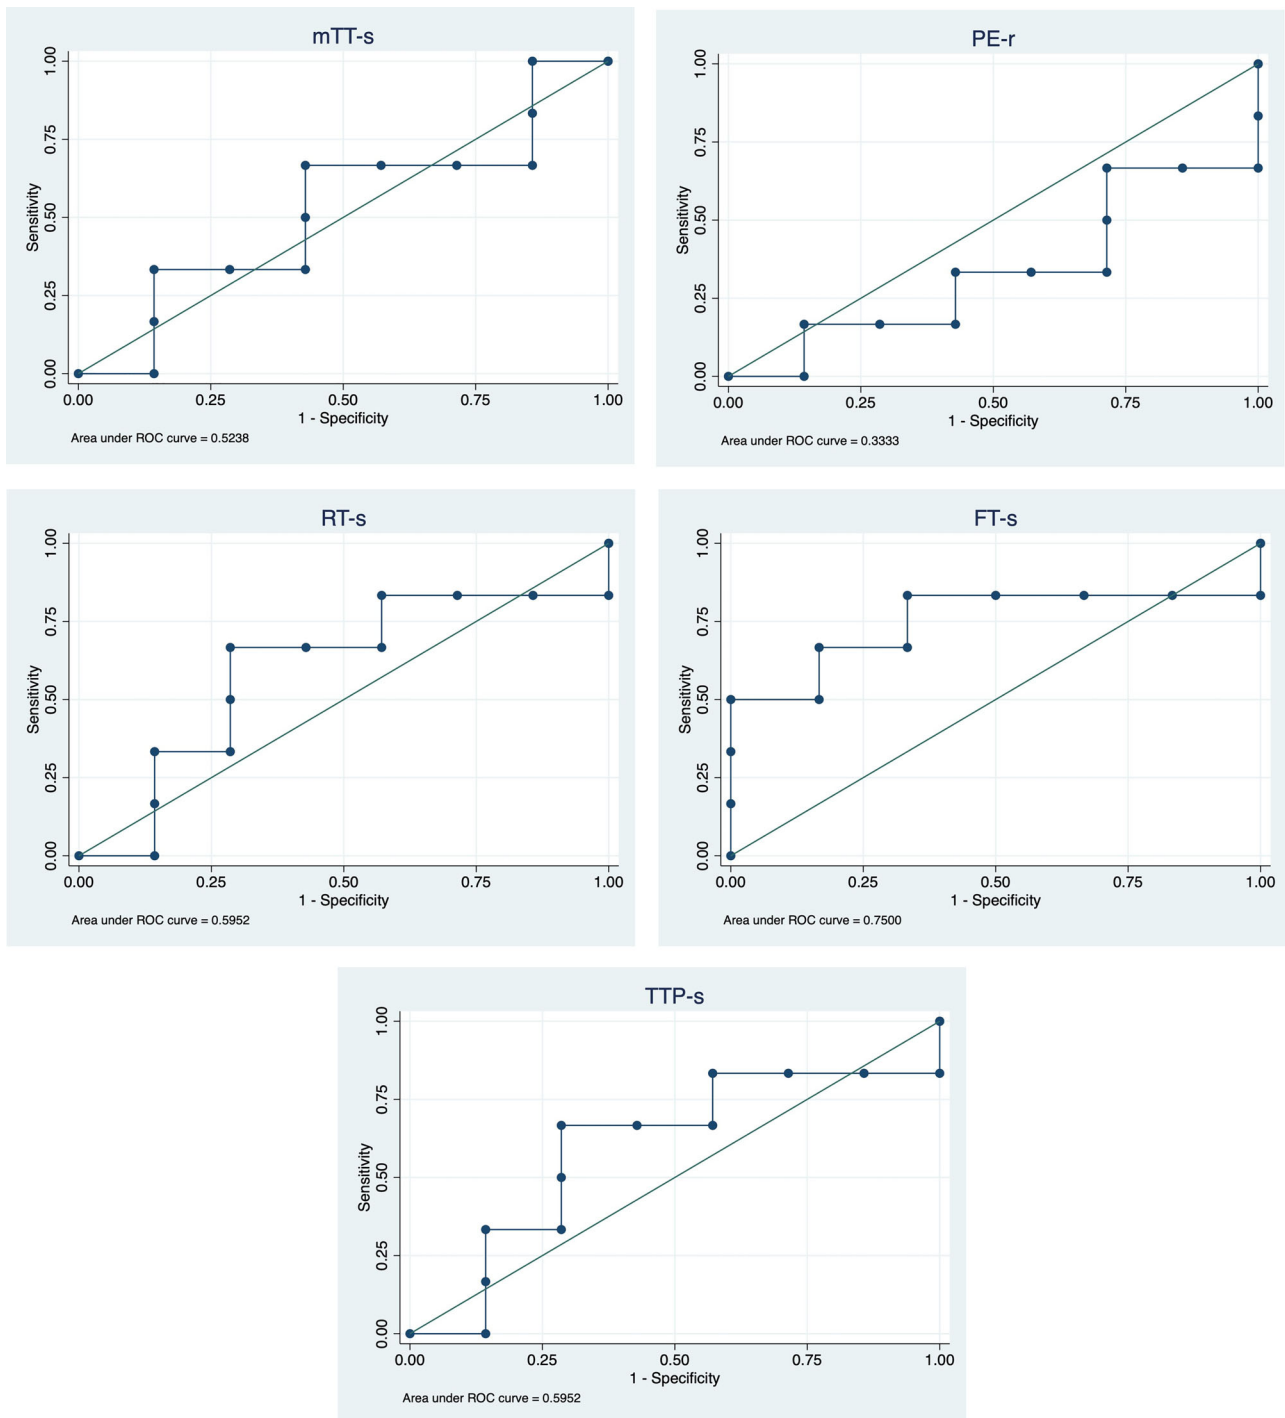 mTT-s
1.00
0.75
0.50
0.25
0.00
Sensitivity
0.00 0.25 0.50 0.75 1.00
1 - Specificity
Area under ROC curve = 0.5238
PE-r
1.00
0.75
0.50
0.25
0.00
Sensitivity
0.00 0.25 0.50 0.75 1.00
1 - Specificity
Area under ROC curve = 0.3333
RT-s
1.00
0.75
0.50
0.25
0.00
Sensitivity
0.00 0.25 0.50 0.75 1.00
1 - Specificity
Area under ROC curve = 0.5952
FT-s
1.00
0.75
0.50
0.25
0.00
Sensitivity
0.00 0.25 0.50 0.75 1.00
1 - Specificity
Area under ROC curve = 0.7500
TTP-s
1.00
0.75
0.50
0.25
0.00
Sensitivity
0.00 0.25 0.50 0.75 1.00
1 - Specificity
Area under ROC curve = 0.5952